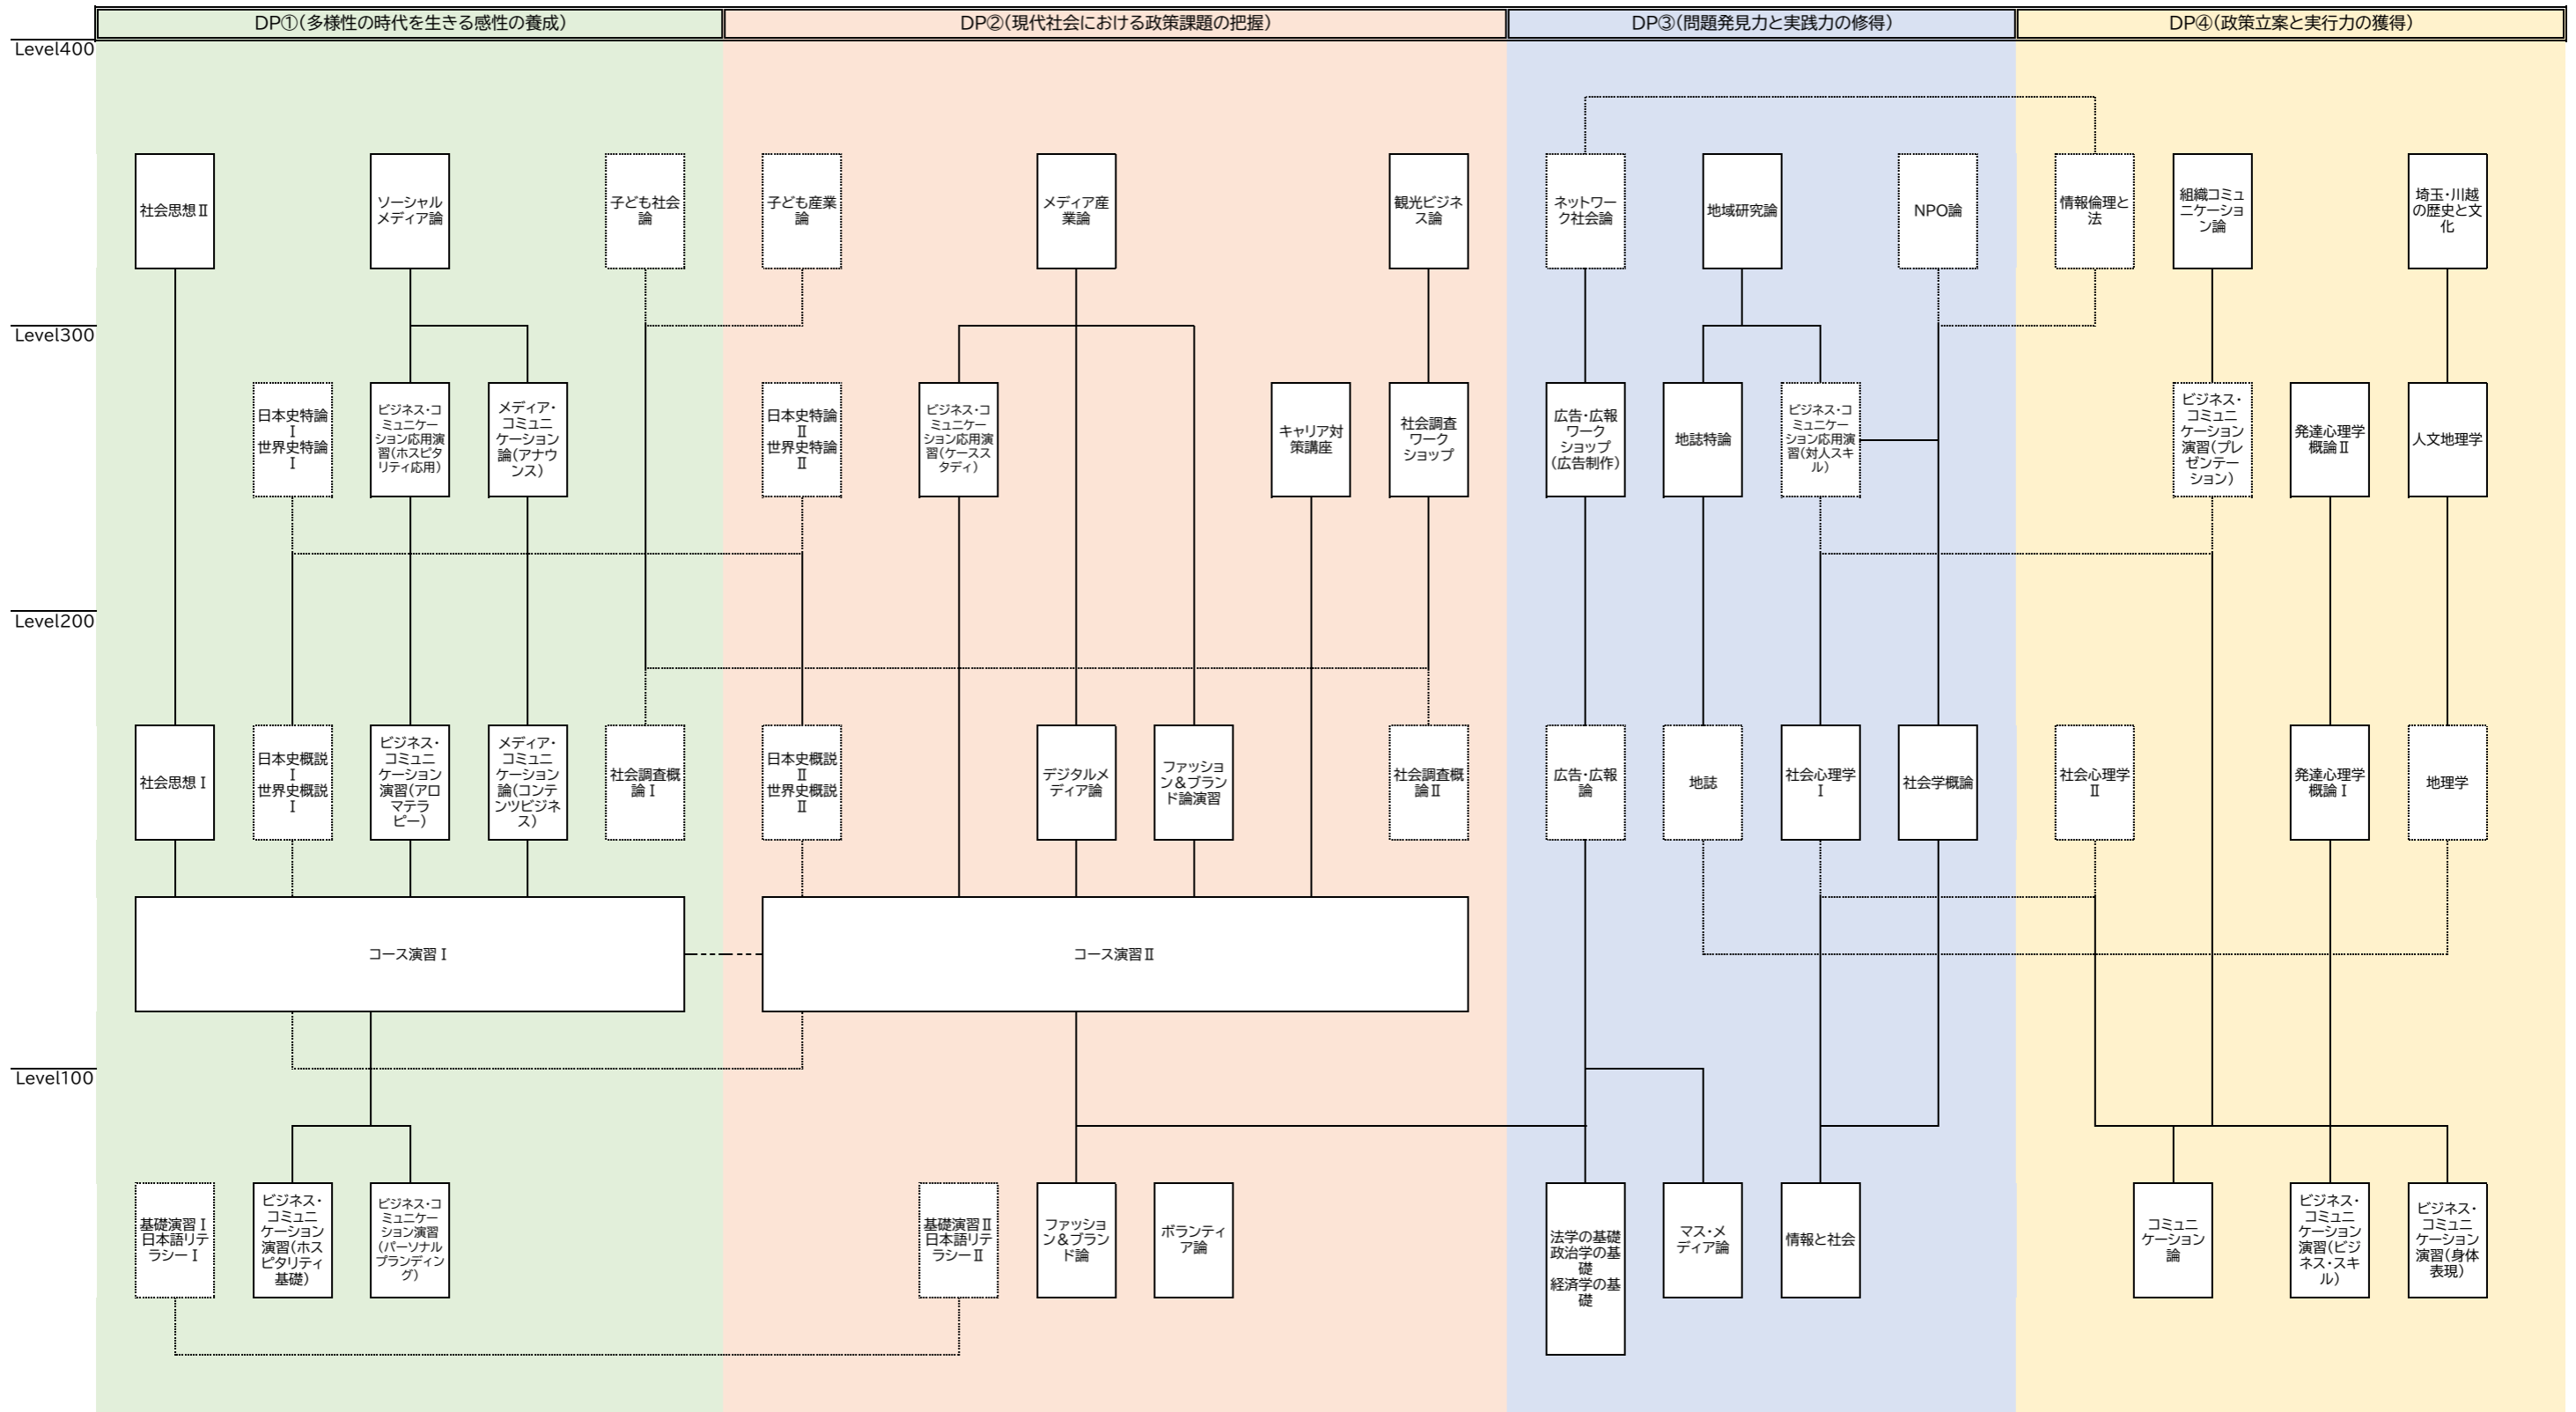 DP①(多様性の時代を生きる感性の養成)
DP②(現代社会における政策課題の把握)
DP③(問題発見力と実践力の修得)
DP④(政策立案と実行力の獲得)
Level400
社会思想Ⅱ
ソーシャル
メディア論
子ども社会
論
子ども産業
論
メディア産
業論
観光ビジネ
ス論
ネットワー
ク社会論
地域研究論
NPO論
情報倫理と
法
組織コミュ
ニケーショ
ン論
埼玉・川越
の歴史と文
化
Level300
日本史特論
Ⅰ
世界史特論
Ⅰ
ビジネス・コ
ミュニケー
ション応用演
習(ホスピタ
リティ応用)
メディア・
コミュニ
ケーション
論(アナウ
ンス)
日本史特論
Ⅱ
世界史特論
Ⅱ
ビジネス・コ
ミュニケー
ション応用演
習(ケースス
タディ)
キャリア対
策講座
社会調査
ワーク
ショップ
広告・広報
ワーク
ショップ
(広告制作)
地誌特論
ビジネス・コ
ミュニケー
ション応用演
習(対人スキ
ル)
ビジネス・
コミュニ
ケーション
演習(プレ
ゼンテー
ション)
発達心理学
概論Ⅱ
人文地理学
Level200
社会思想Ⅰ
日本史概説
Ⅰ
世界史概説
Ⅰ
ビジネス・
コミュニ
ケーション
演習(アロ
マテラ
ピー)
メディア・
コミュニ
ケーション
論(コンテ
ンツビジネ
ス)
社会調査概
論Ⅰ
日本史概説
Ⅱ
世界史概説
Ⅱ
デジタルメ
ディア論
ファッショ
ン＆ブラン
ド論演習
社会調査概
論Ⅱ
広告・広報
論
地誌
社会心理学
Ⅰ
社会学概論
社会心理学
Ⅱ
発達心理学
概論Ⅰ
地理学
コース演習Ⅰ
コース演習Ⅱ
Level100
基礎演習Ⅰ
日本語リテ
ラシーⅠ
ビジネス・
コミュニ
ケーション
演習(ホス
ピタリティ
基礎)
ビジネス・コ
ミュニケー
ション演習
(パーソナル
ブランディン
グ)
基礎演習Ⅱ
日本語リテ
ラシーⅡ
ファッショ
ン＆ブラン
ド論
ボランティ
ア論
法学の基礎
政治学の基
礎
経済学の基
礎
マス・メ
ディア論
情報と社会
コミュニ
ケーション
論
ビジネス・
コミュニ
ケーション
演習(ビジ
ネス・スキ
ル)
ビジネス・
コミュニ
ケーション
演習(身体
表現)